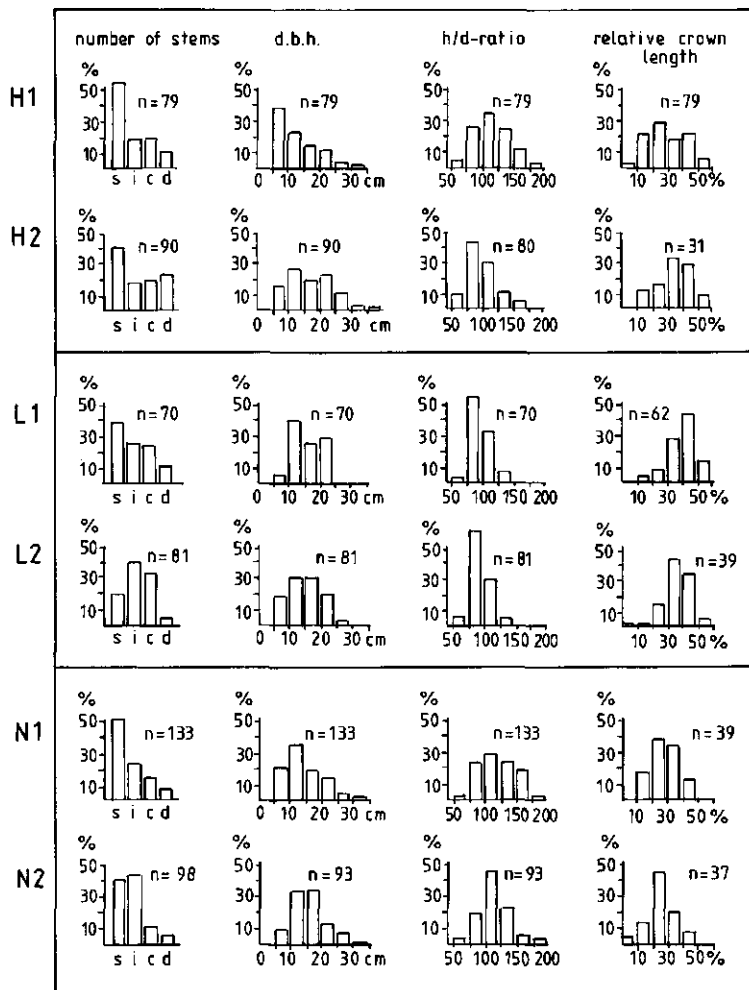 number of stems d.b.h. h/d-ratio relative crown length
H1
% % % %
n=79 n=79 n=79 n=79
50 50 50 50
30 30 30 30
10 10 10 10
s i c d 0 10 20 30 cm 50 100 150 200 10 30 50%
H2
50 n=90 50 n=90 50 n=80 50 n=31
30 30 30 30
10 10 10 10
s i c d 0 10 20 30 cm 50 100 150 200 10 30 50%
L1
% % % %
50 n=70 50 n=70 50 n=70 50 n=62
30 30 30 30
10 10 10 10
s i c d 0 10 20 30 cm 50 100 150 200 10 30 50%
L2
50 n=81 50 n=81 50 n=81 50 n=39
30 30 30 30
10 10 10 10
s i c d 0 10 20 30 cm 50 100 150 200 10 30 50%
N1
% % % %
50 n=133 50 n=133 50 n=133 50 n=39
30 30 30 30
10 10 10 10
s i c d 0 10 20 30 cm 50 100 150 200 10 30 50%
N2
50 n=98 50 n=93 50 n=93 50 n=37
30 30 30 30
10 10 10 10
s i c d 0 10 20 30 cm 50 100 150 200 10 30 50%